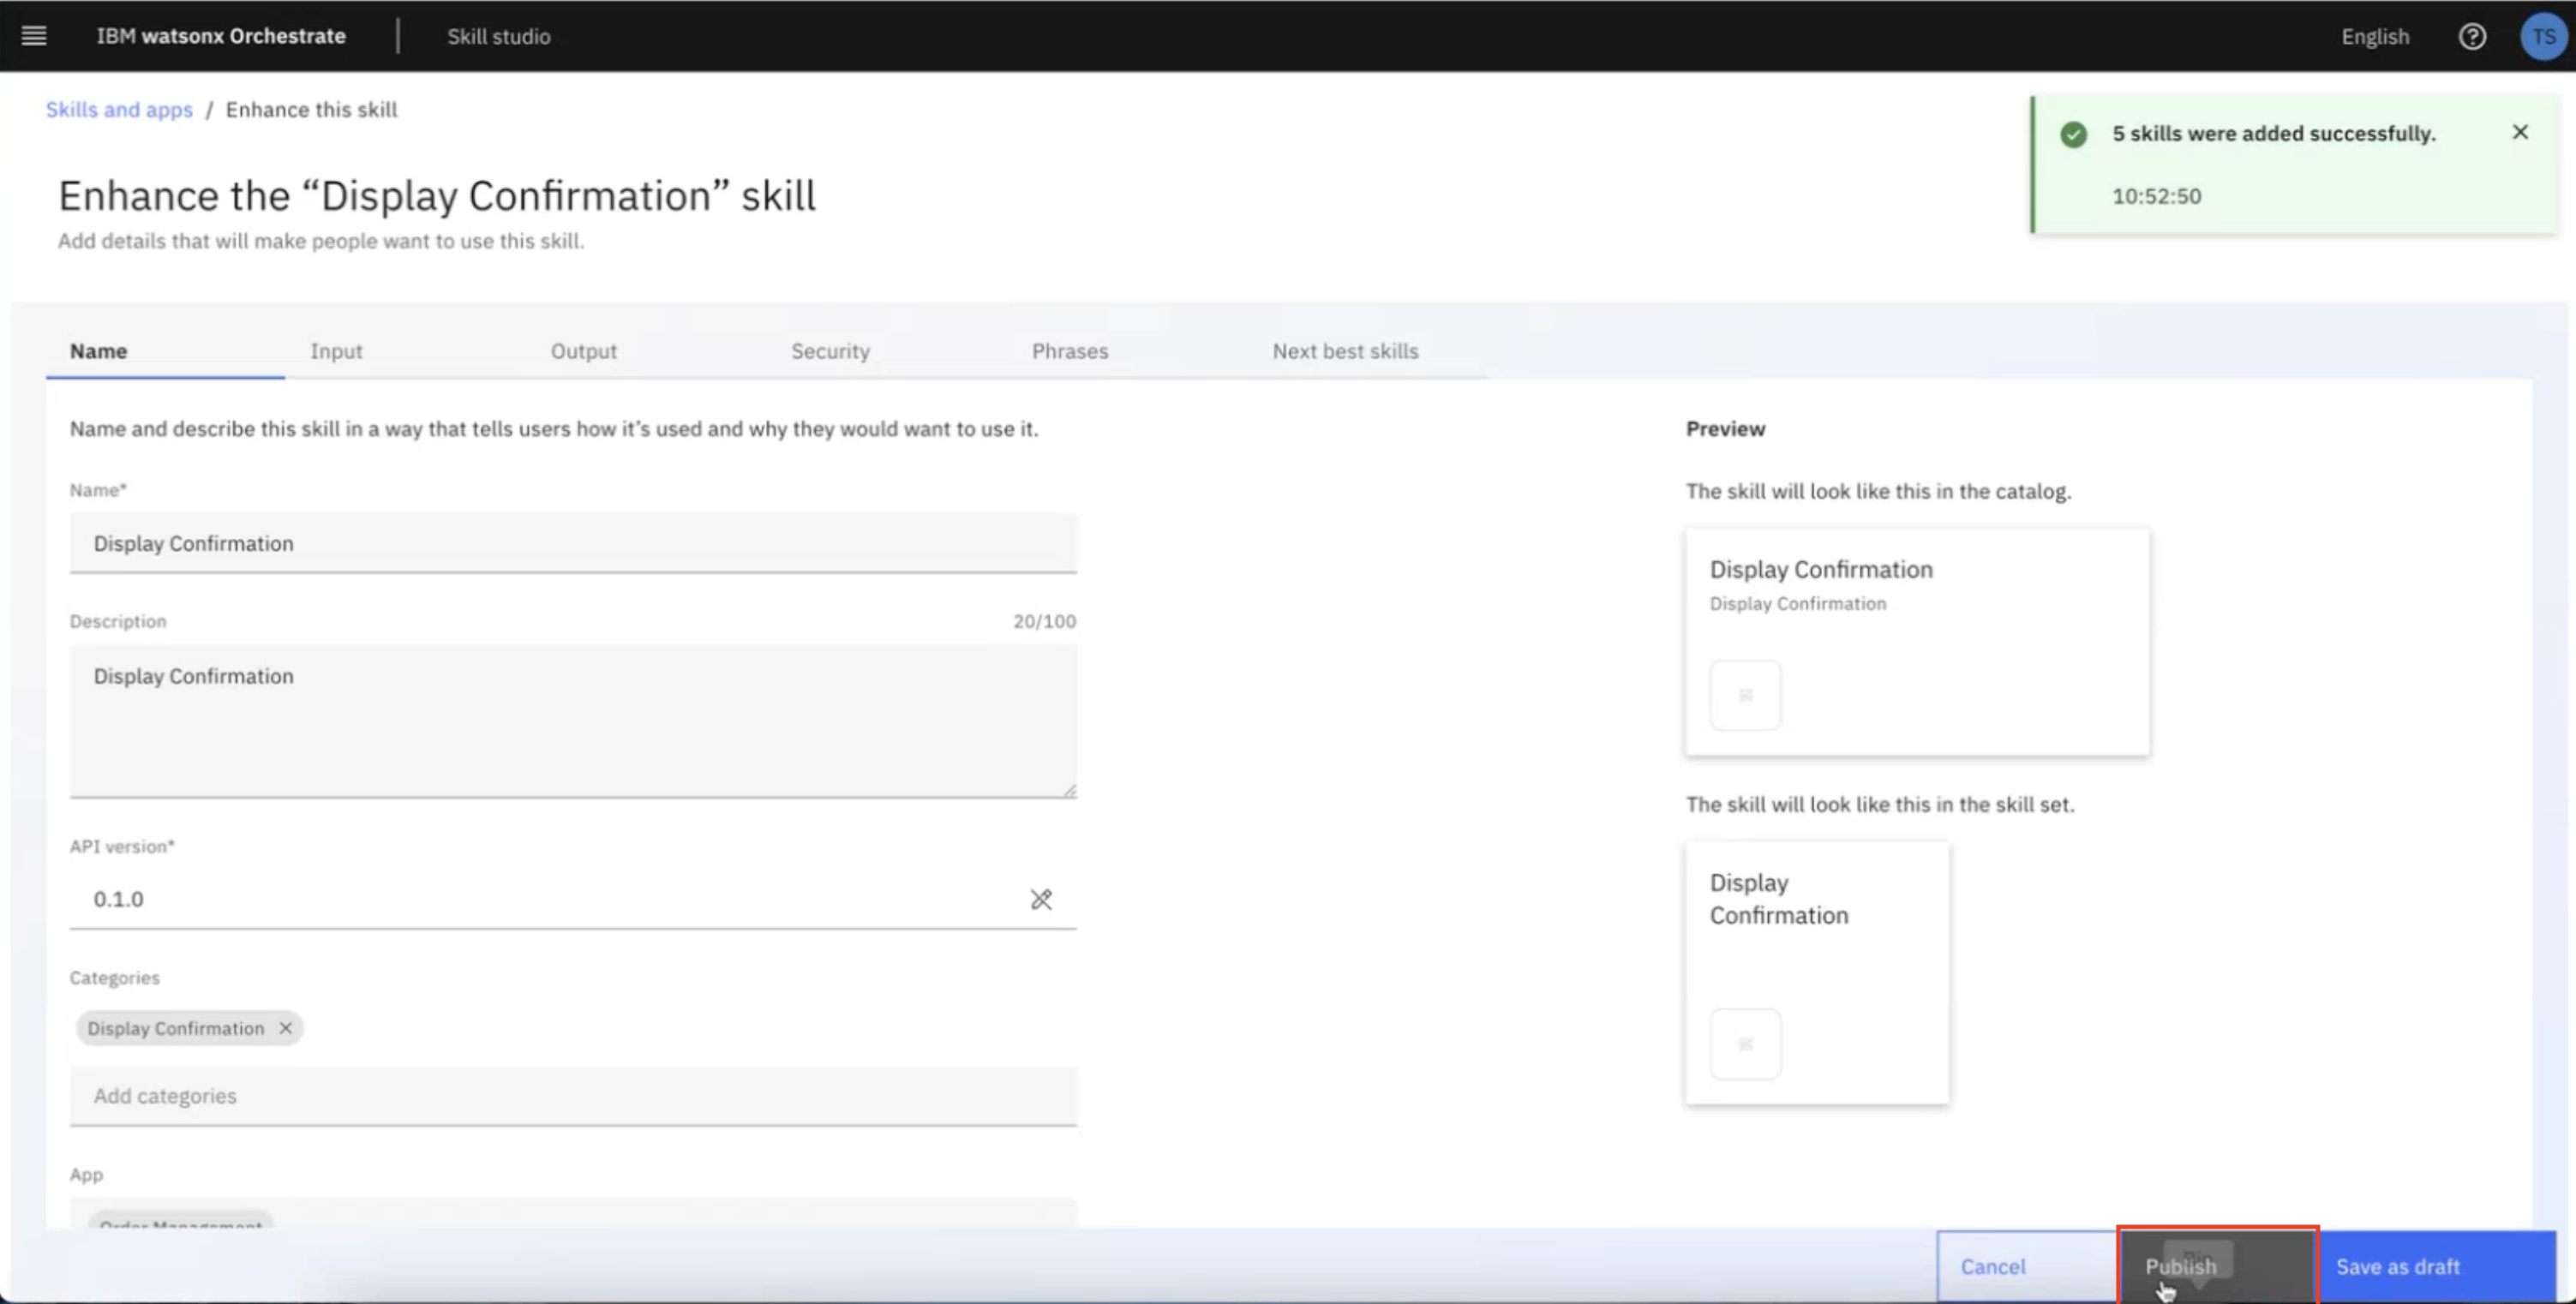 IBM watsonx Orchestrate
Skill studio
English
TS
Skills and apps / Enhance this skill
5 skills were added successfully.
10:52:50
Enhance the “Display Confirmation” skill
Add details that will make people want to use this skill.
Name
Input
Output
Security
Phrases
Next best skills
Name and describe this skill in a way that tells users how it’s used and why they would want to use it.
Name*
Display Confirmation
Description
20/100
Display Confirmation
API version*
0.1.0
Categories
Display Confirmation
Add categories
App
Order Management
Preview
The skill will look like this in the catalog.
Display Confirmation
Display Confirmation
The skill will look like this in the skill set.
Display
Confirmation
Cancel
Publish
Save as draft